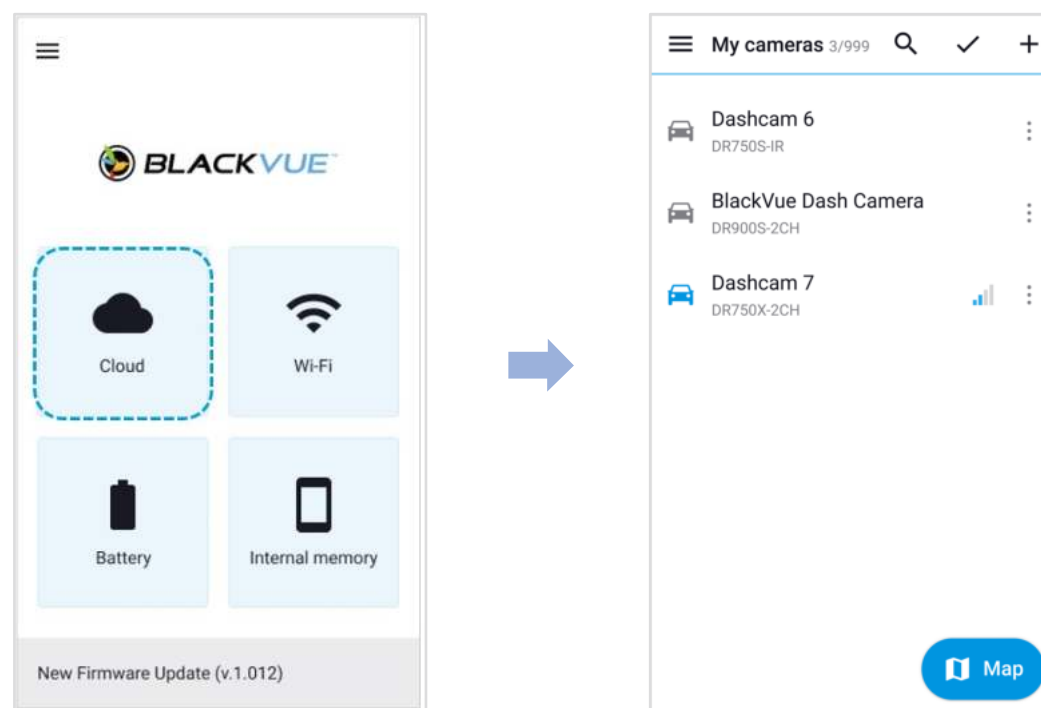 BLACKVUE™
Cloud
Wi-Fi
Battery
Internal memory
New Firmware Update (v.1.012)
My cameras 3/999
Dashcam 6
DR750S-IR
BlackVue Dash Camera
DR900S-2CH
Dashcam 7
DR750X-2CH
Map